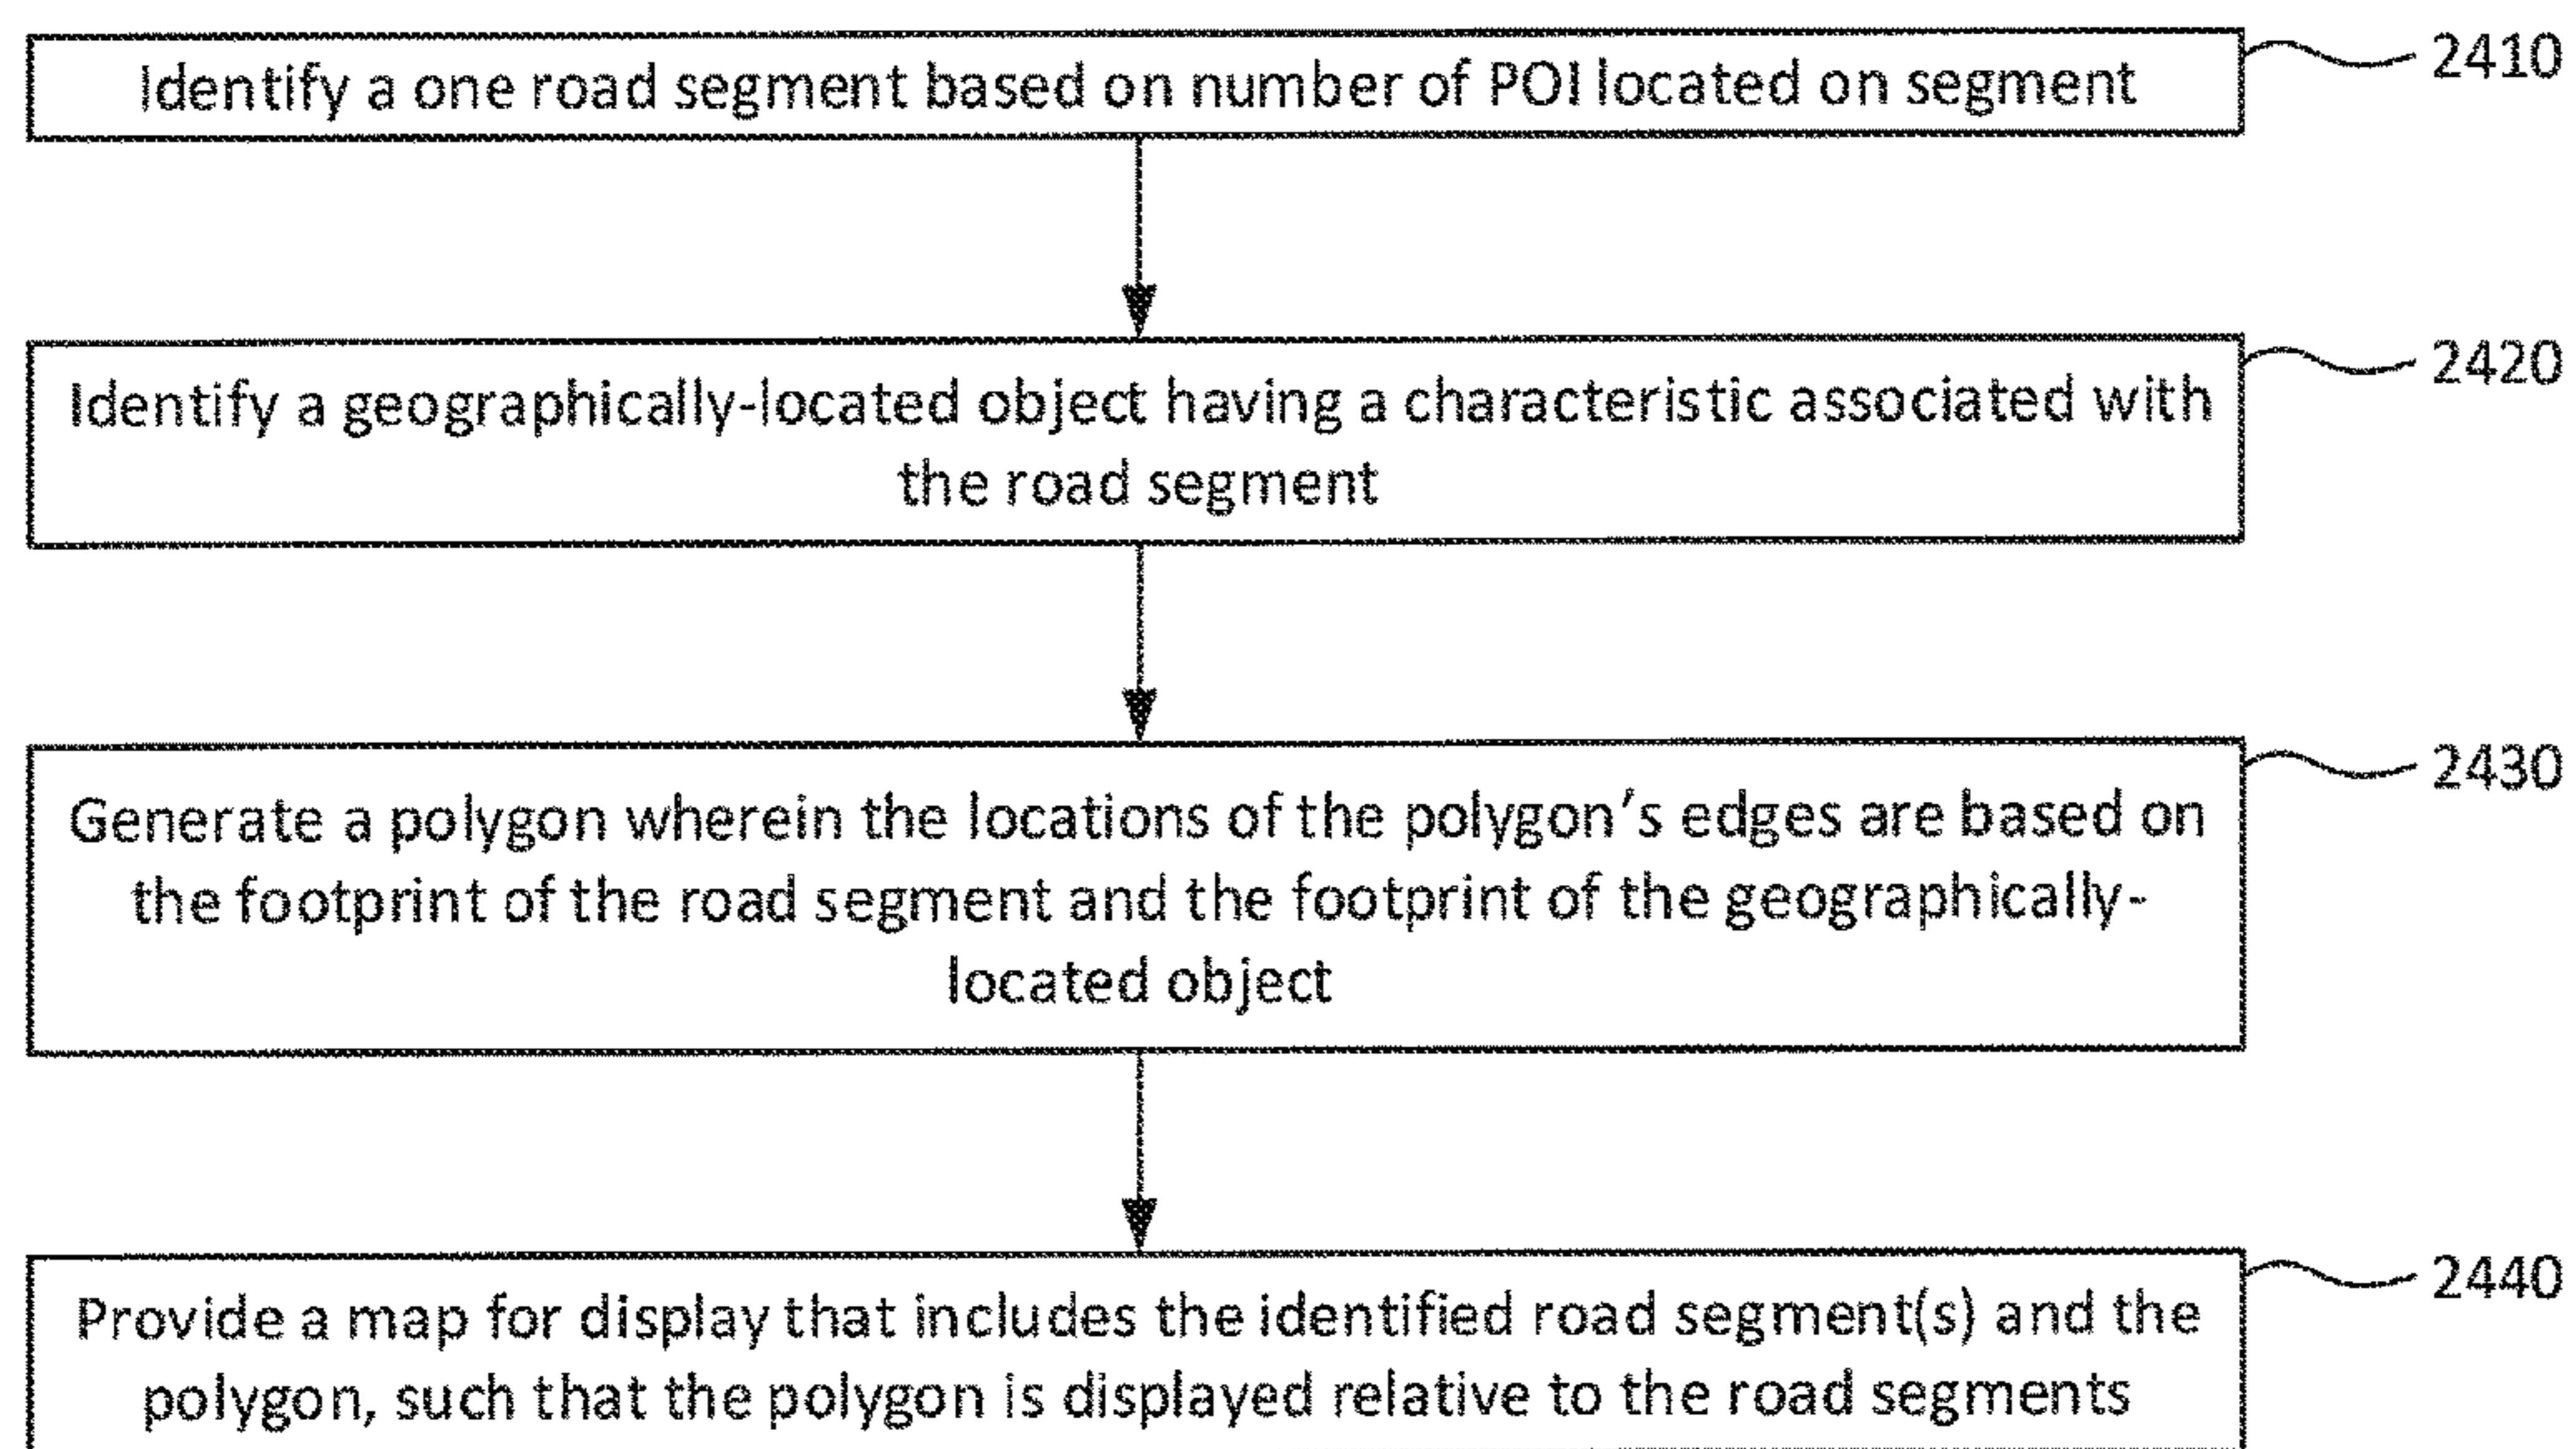 Identify a one road segment based on number of POI located on segment
2410
Identify a geographically-located object having a characteristic associated with
the road segment
2420
Generate a polygon wherein the locations of the polygon's edges are based on
the footprint of the road segment and the footprint of the geographically-
located object
2430
Provide a map for display that includes the identified road segment(s) and the
polygon, such that the polygon is displayed relative to the road segments
2440